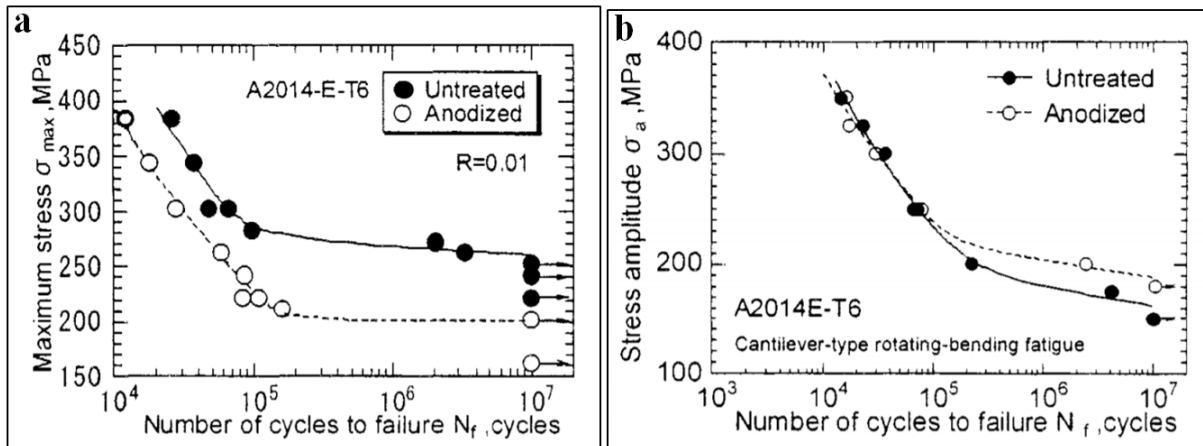 a
Maximum stress σmax ,MPa
450
400
350
300
250
200
150
A2014-E-T6
Untreated
Anodized
R=0.01
10^4
10^5
10^6
10^7
Number of cycles to failure Nf ,cycles
b
Stress amplitude σa ,MPa
400
300
200
100
Untreated
Anodized
A2014E-T6
Cantilever-type rotating-bending fatigue
10^3
10^4
10^5
10^6
10^7
Number of cycles to failure Nf ,cycles